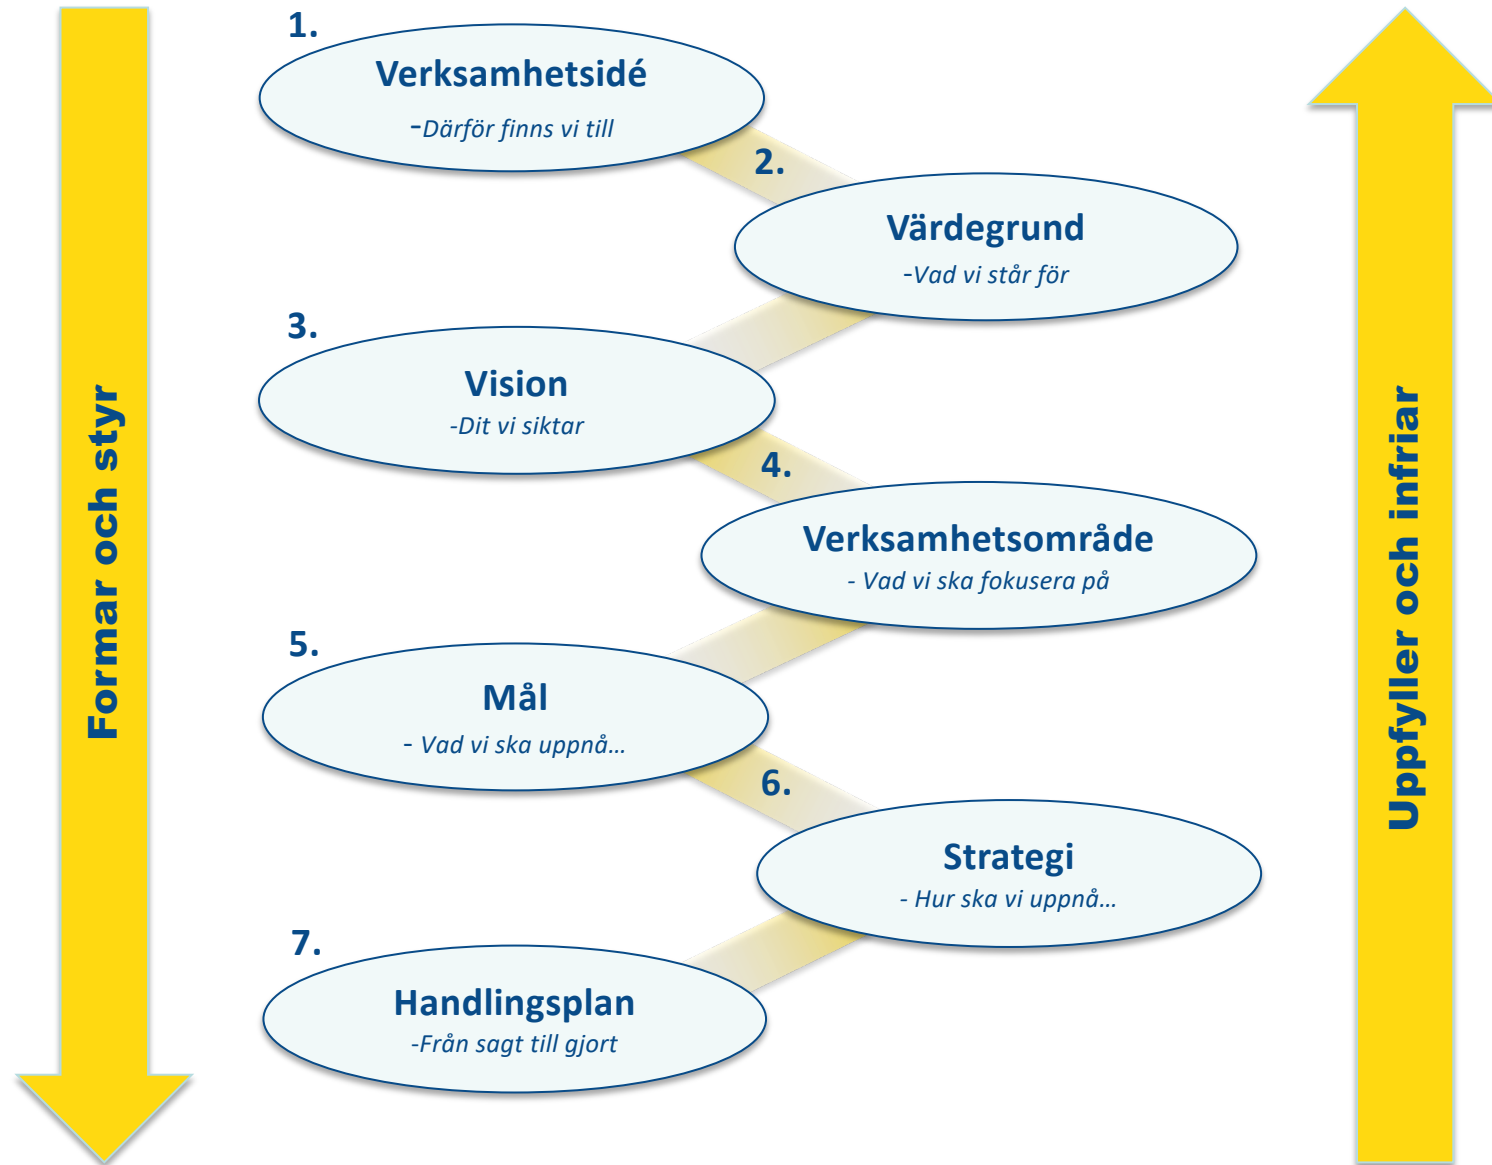 Formar och styr
1.
Verksamhetsidé
-Därför finns vi till
2.
Värdegrund
-Vad vi står för
3.
Vision
-Dit vi siktar
4.
Verksamhetsområde
- Vad vi ska fokusera på
5.
Mål
- Vad vi ska uppnå...
6.
Strategi
- Hur ska vi uppnå...
7.
Handlingsplan
-Från sagt till gjort
Uppfyller och infriar